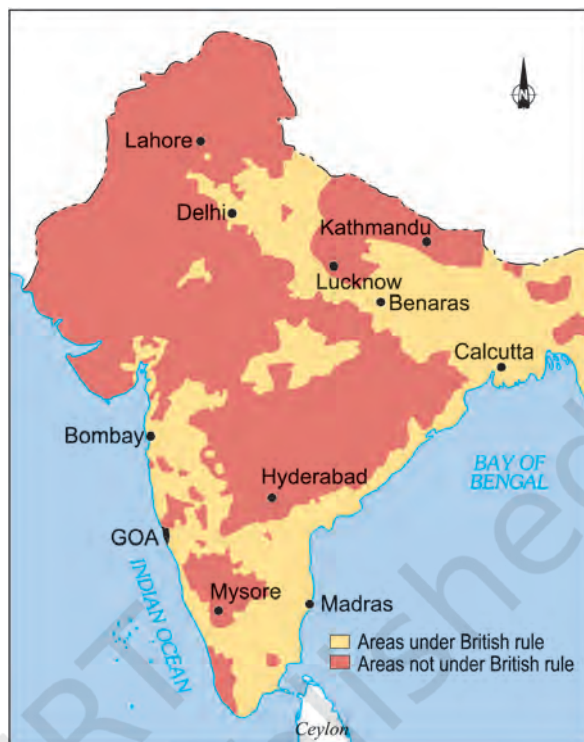 N
Lahore
Delhi
Kathmandu
Lucknow
Benaras
Calcutta
Bombay
BAY OF
BENGAL
Hyderabad
GOA
INDIAN OCEAN
Mysore
Madras
Areas under British rule
Areas not under British rule
Ceylon